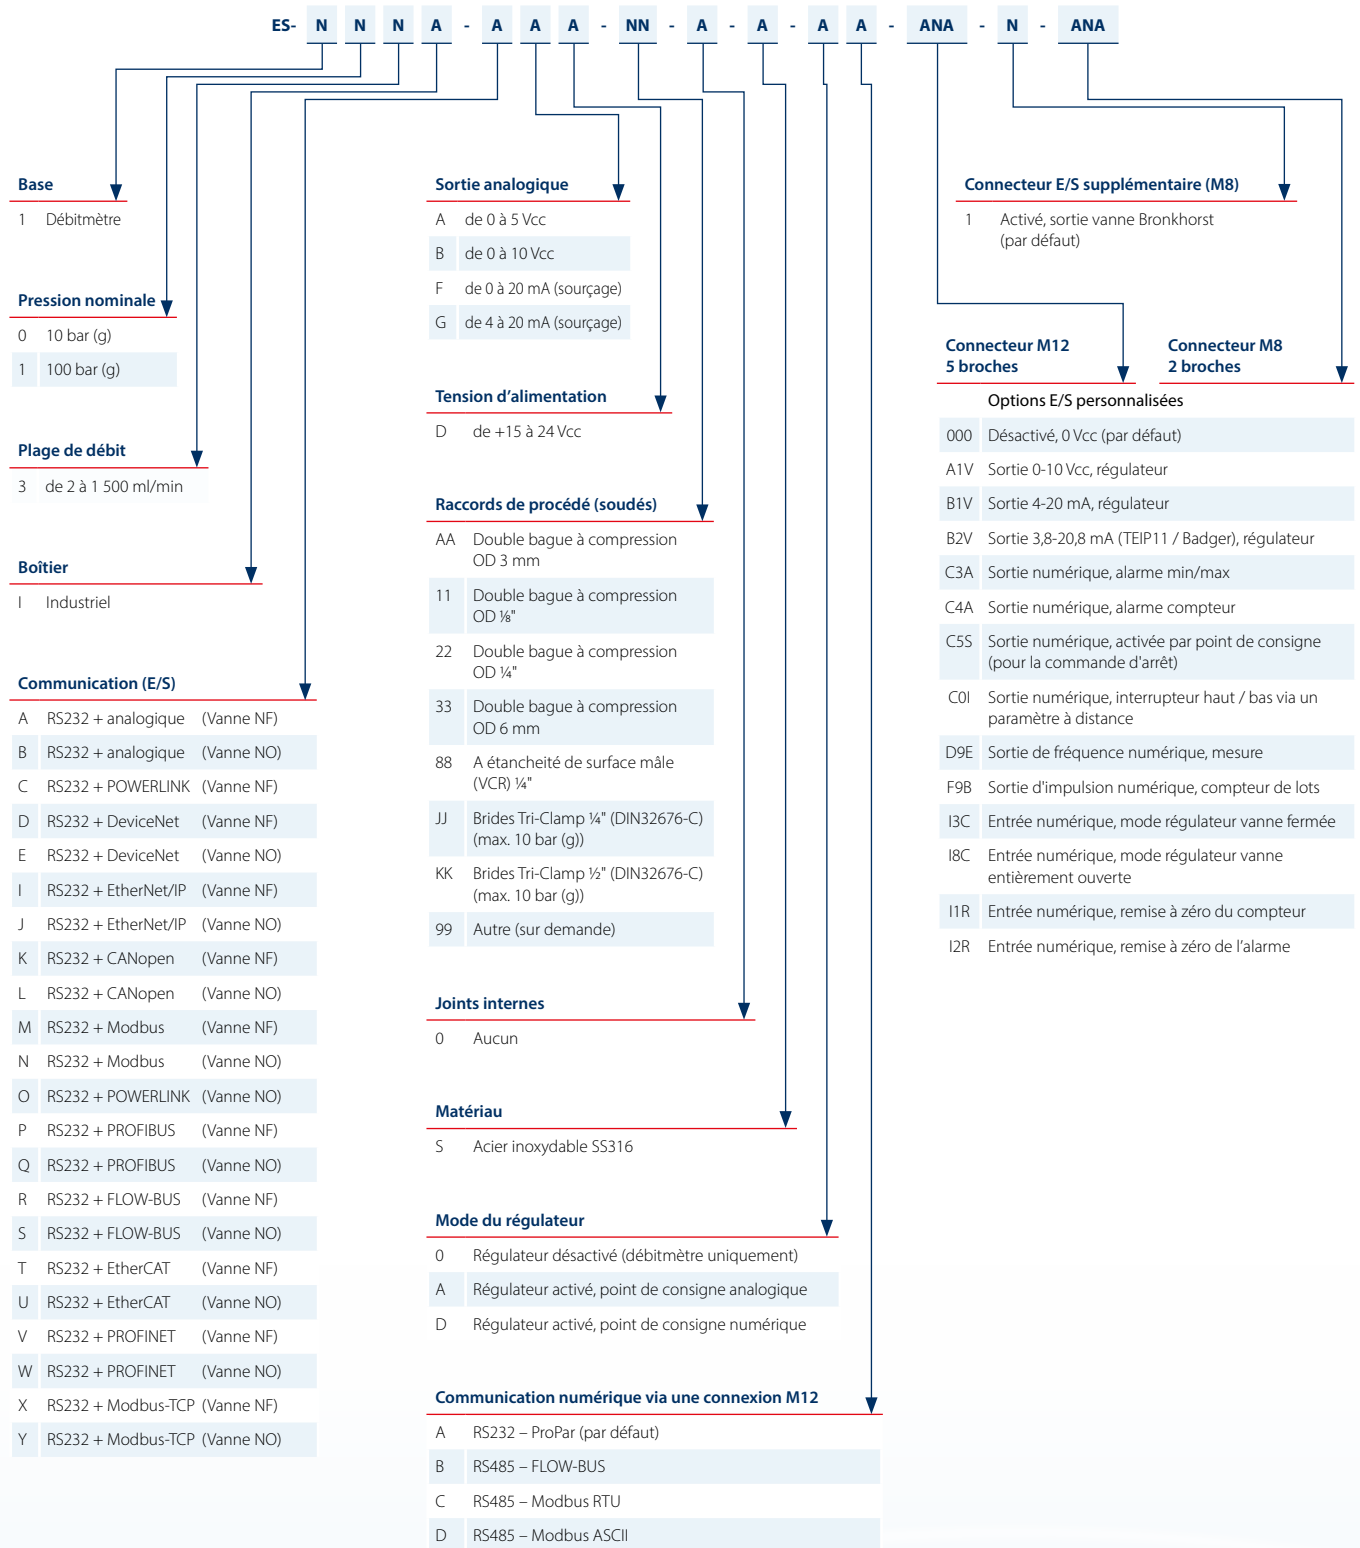 ES- N N N A - A A A - NN - A - A - A A - ANA - N - ANA
Base
1 Débitmètre
Pression nominale
0 10 bar (g)
1 100 bar (g)
Plage de débit
3 de 2 à 1 500 ml/min
Boîtier
I Industriel
Communication (E/S)
A RS232 + analogique (Vanne NF)
B RS232 + analogique (Vanne NO)
C RS232 + POWERLINK (Vanne NF)
D RS232 + DeviceNet (Vanne NF)
E RS232 + DeviceNet (Vanne NO)
I RS232 + EtherNet/IP (Vanne NF)
J RS232 + EtherNet/IP (Vanne NO)
K RS232 + CANopen (Vanne NF)
L RS232 + CANopen (Vanne NO)
M RS232 + Modbus (Vanne NF)
N RS232 + Modbus (Vanne NO)
O RS232 + POWERLINK (Vanne NO)
P RS232 + PROFIBUS (Vanne NF)
Q RS232 + PROFIBUS (Vanne NO)
R RS232 + FLOW-BUS (Vanne NF)
S RS232 + FLOW-BUS (Vanne NO)
T RS232 + EtherCAT (Vanne NF)
U RS232 + EtherCAT (Vanne NO)
V RS232 + PROFINET (Vanne NF)
W RS232 + PROFINET (Vanne NO)
X RS232 + Modbus-TCP (Vanne NF)
Y RS232 + Modbus-TCP (Vanne NO)
Sortie analogique
A de 0 à 5 Vcc
B de 0 à 10 Vcc
F de 0 à 20 mA (sourçage)
G de 4 à 20 mA (sourçage)
Tension d’alimentation
D de +15 à 24 Vcc
Raccords de procédé (soudés)
AA Double bague à compression
OD 3 mm
11 Double bague à compression
OD ⅛"
22 Double bague à compression
OD ¼"
33 Double bague à compression
OD 6 mm
88 A étancheité de surface mâle
(VCR) ¼"
JJ Brides Tri-Clamp ¼" (DIN32676-C)
(max. 10 bar (g))
KK Brides Tri-Clamp ½" (DIN32676-C)
(max. 10 bar (g))
99 Autre (sur demande)
Joints internes
0 Aucun
Matériau
S Acier inoxydable SS316
Mode du régulateur
0 Régulateur désactivé (débitmètre uniquement)
A Régulateur activé, point de consigne analogique
D Régulateur activé, point de consigne numérique
Communication numérique via une connexion M12
A RS232 – ProPar (par défaut)
B RS485 – FLOW-BUS
C RS485 – Modbus RTU
D RS485 – Modbus ASCII
Connecteur E/S supplémentaire (M8)
1 Activé, sortie vanne Bronkhorst
(par défaut)
Connecteur M12
5 broches
Connecteur M8
2 broches
Options E/S personnalisées
000 Désactivé, 0 Vcc (par défaut)
A1V Sortie 0-10 Vcc, régulateur
B1V Sortie 4-20 mA, régulateur
B2V Sortie 3,8-20,8 mA (TEIP11 / Badger), régulateur
C3A Sortie numérique, alarme min/max
C4A Sortie numérique, alarme compteur
C5S Sortie numérique, activée par point de consigne
(pour la commande d'arrêt)
C0I Sortie numérique, interrupteur haut / bas via un
paramètre à distance
D9E Sortie de fréquence numérique, mesure
F9B Sortie d'impulsion numérique, compteur de lots
I3C Entrée numérique, mode régulateur vanne fermée
I8C Entrée numérique, mode régulateur vanne
entièrement ouverte
I1R Entrée numérique, remise à zéro du compteur
I2R Entrée numérique, remise à zéro de l’alarme